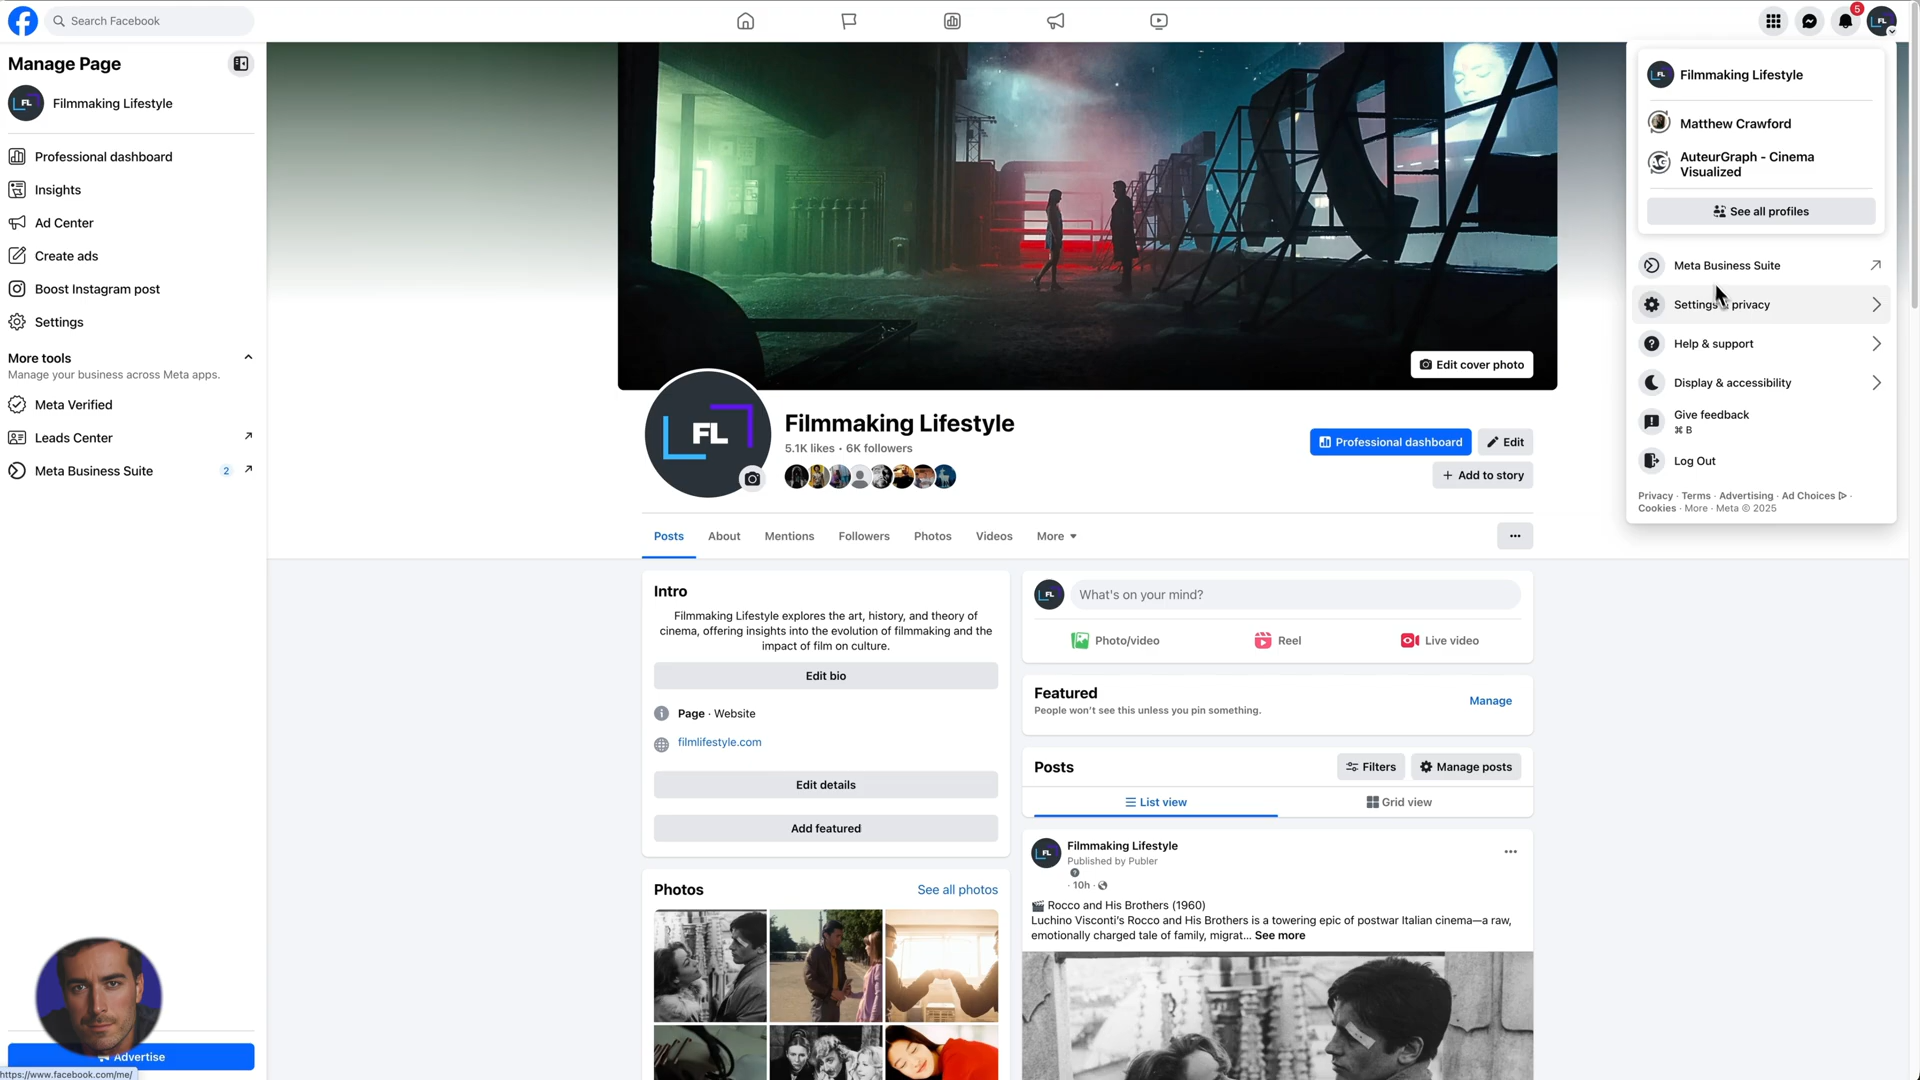 Search Facebook
5
FL
Manage Page
FL
Filmmaking Lifestyle
Professional dashboard
Insights
Ad Center
Create ads
Boost Instagram post
Settings
More tools
Manage your business across Meta apps.
Meta Verified
Leads Center
Meta Business Suite
2
Advertise
https://www.facebook.com/me/
Edit cover photo
FL
Filmmaking Lifestyle
5.1K likes · 6K followers
Professional dashboard
Edit
+ Add to story
Posts
About
Mentions
Followers
Photos
Videos
More
Intro
Filmmaking Lifestyle explores the art, history, and theory of
cinema, offering insights into the evolution of filmmaking and the
impact of film on culture.
Edit bio
Page · Website
filmlifestyle.com
Edit details
Add featured
Photos
See all photos
FL
What's on your mind?
Photo/video
Reel
Live video
Featured
People won't see this unless you pin something.
Manage
Posts
Filters
Manage posts
List view
Grid view
FL
Filmmaking Lifestyle
Published by Publer
· 10h ·
🎬 Rocco and His Brothers (1960)
Luchino Visconti's Rocco and His Brothers is a towering epic of postwar Italian cinema—a raw,
emotionally charged tale of family, migrat... See more
FL
Filmmaking Lifestyle
Matthew Crawford
AG
AuteurGraph - Cinema
Visualized
See all profiles
Meta Business Suite
Settings privacy
Help & support
Display & accessibility
Give feedback
⌘ B
Log Out
Privacy · Terms · Advertising · Ad Choices ·
Cookies · More · Meta © 2025